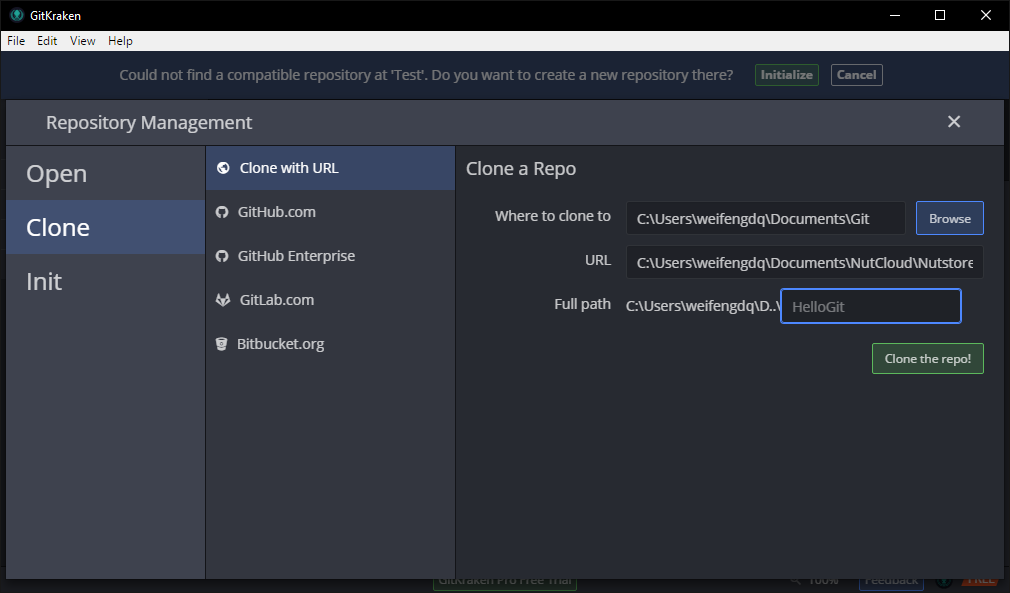 GitKraken
File Edit View Help
Could not find a compatible repository at 'Test'. Do you want to create a new repository there? Initialize Cancel
Repository Management
Open
Clone
Init
Clone with URL
GitHub.com
GitHub Enterprise
GitLab.com
Bitbucket.org
Clone a Repo
Where to clone to C:\Users\weifengdq\Documents\Git Browse
URL C:\Users\weifengdq\Documents\NutCloud\Nutstore
Full path C:\Users\weifengdq\D..\ HelloGit
Clone the repo!
GitKraken Pro Free Trial 100% Feedback FREE